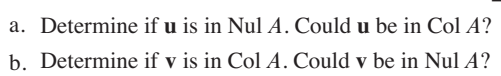 a. Determine if u is in Nul A. Could u be in Col A?
b. Determine if v is in Col A. Could v be in Nul A?